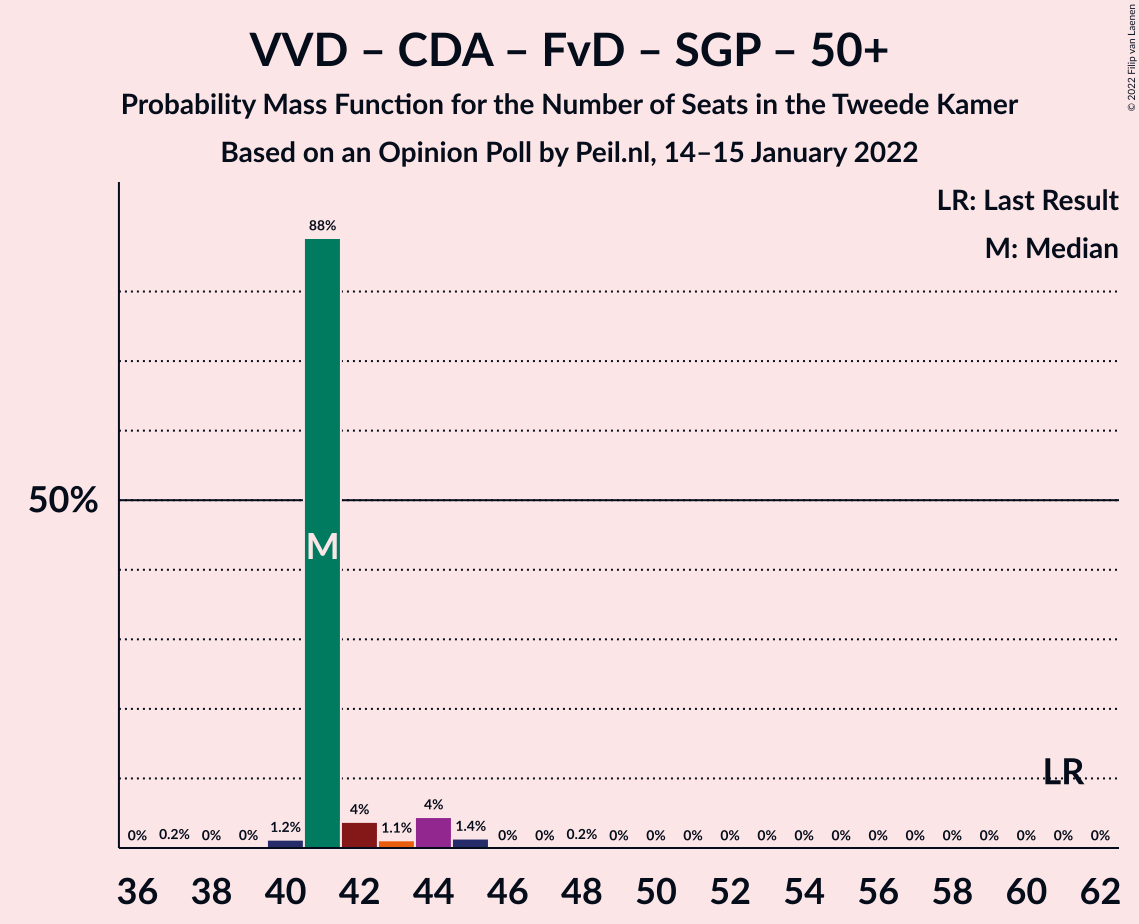 VVD – CDA – FvD – SGP – 50+
Probability Mass Function for the Number of Seats in the Tweede Kamer
Based on an Opinion Poll by Peil.nl, 14–15 January 2022
© 2022 Filip van Laenen
LR: Last Result
M: Median
88%
50%
M
LR
0% 0.2% 0% 0% 1.2% 4% 1.1% 4% 1.4% 0% 0% 0.2% 0% 0% 0% 0% 0% 0% 0% 0% 0% 0% 0% 0% 0% 0%
36 38 40 42 44 46 48 50 52 54 56 58 60 62